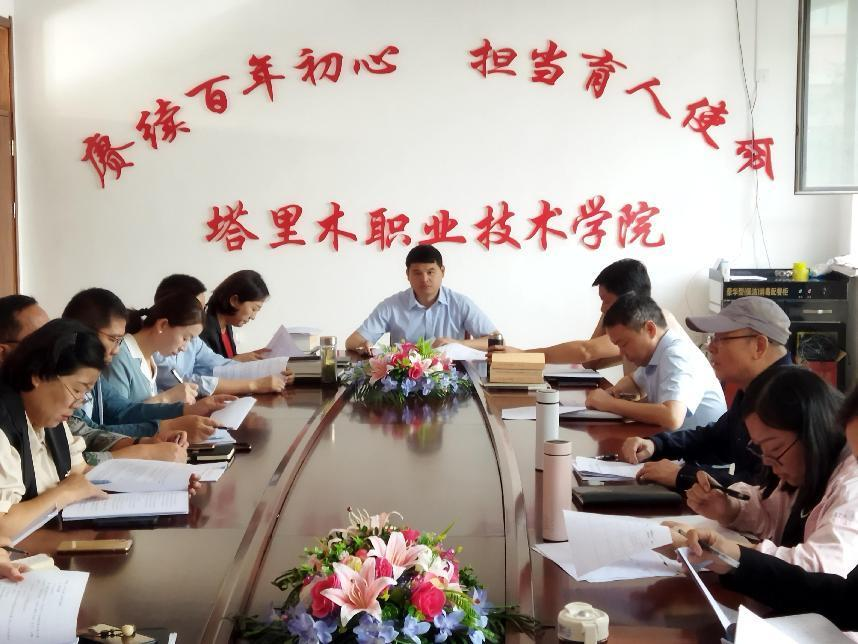 赓续百年初心 担当育人使
塔里木职业技术学院